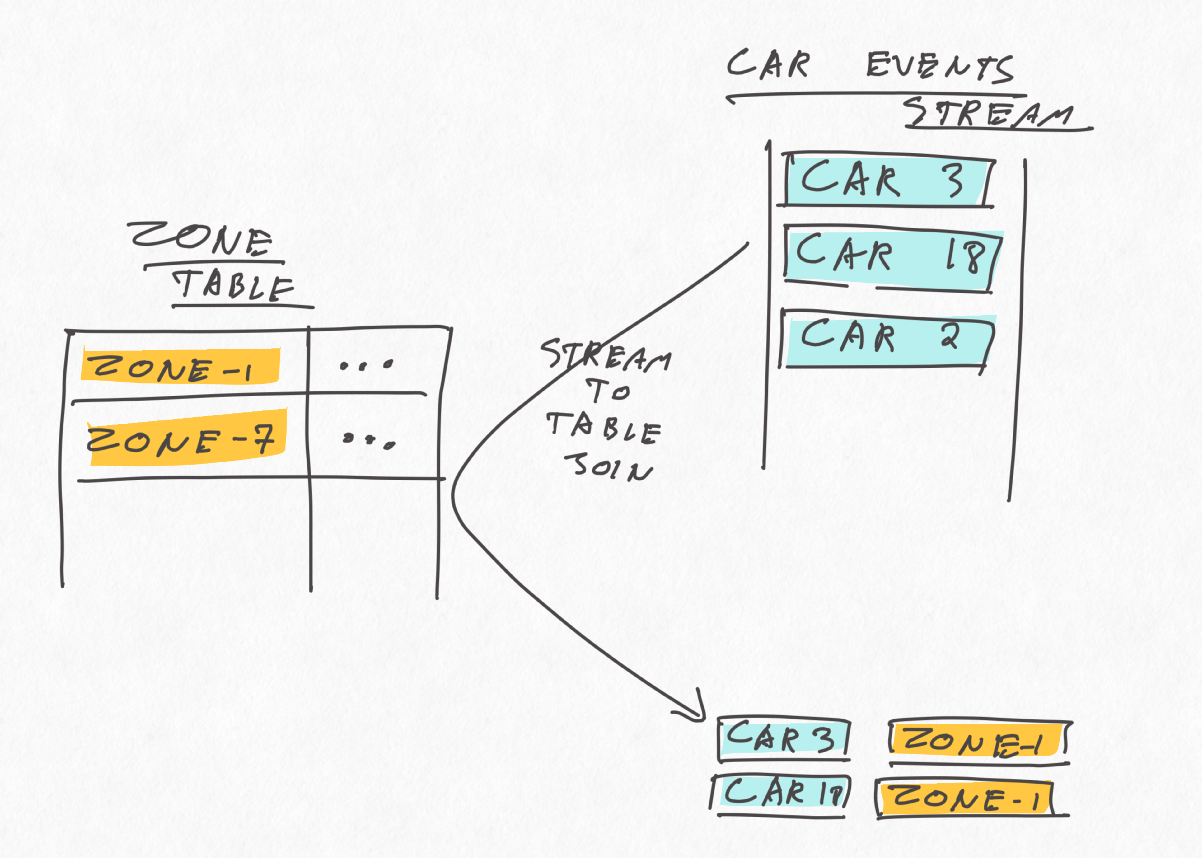 CAR EVENTS
STREAM
CAR 3
CAR 18
CAR 2
ZONE
TABLE
ZONE-1 ...
ZONE-7 ...
STREAM
TO
TABLE
JOIN
CAR 3 ZONE-1
CAR 18 ZONE-1